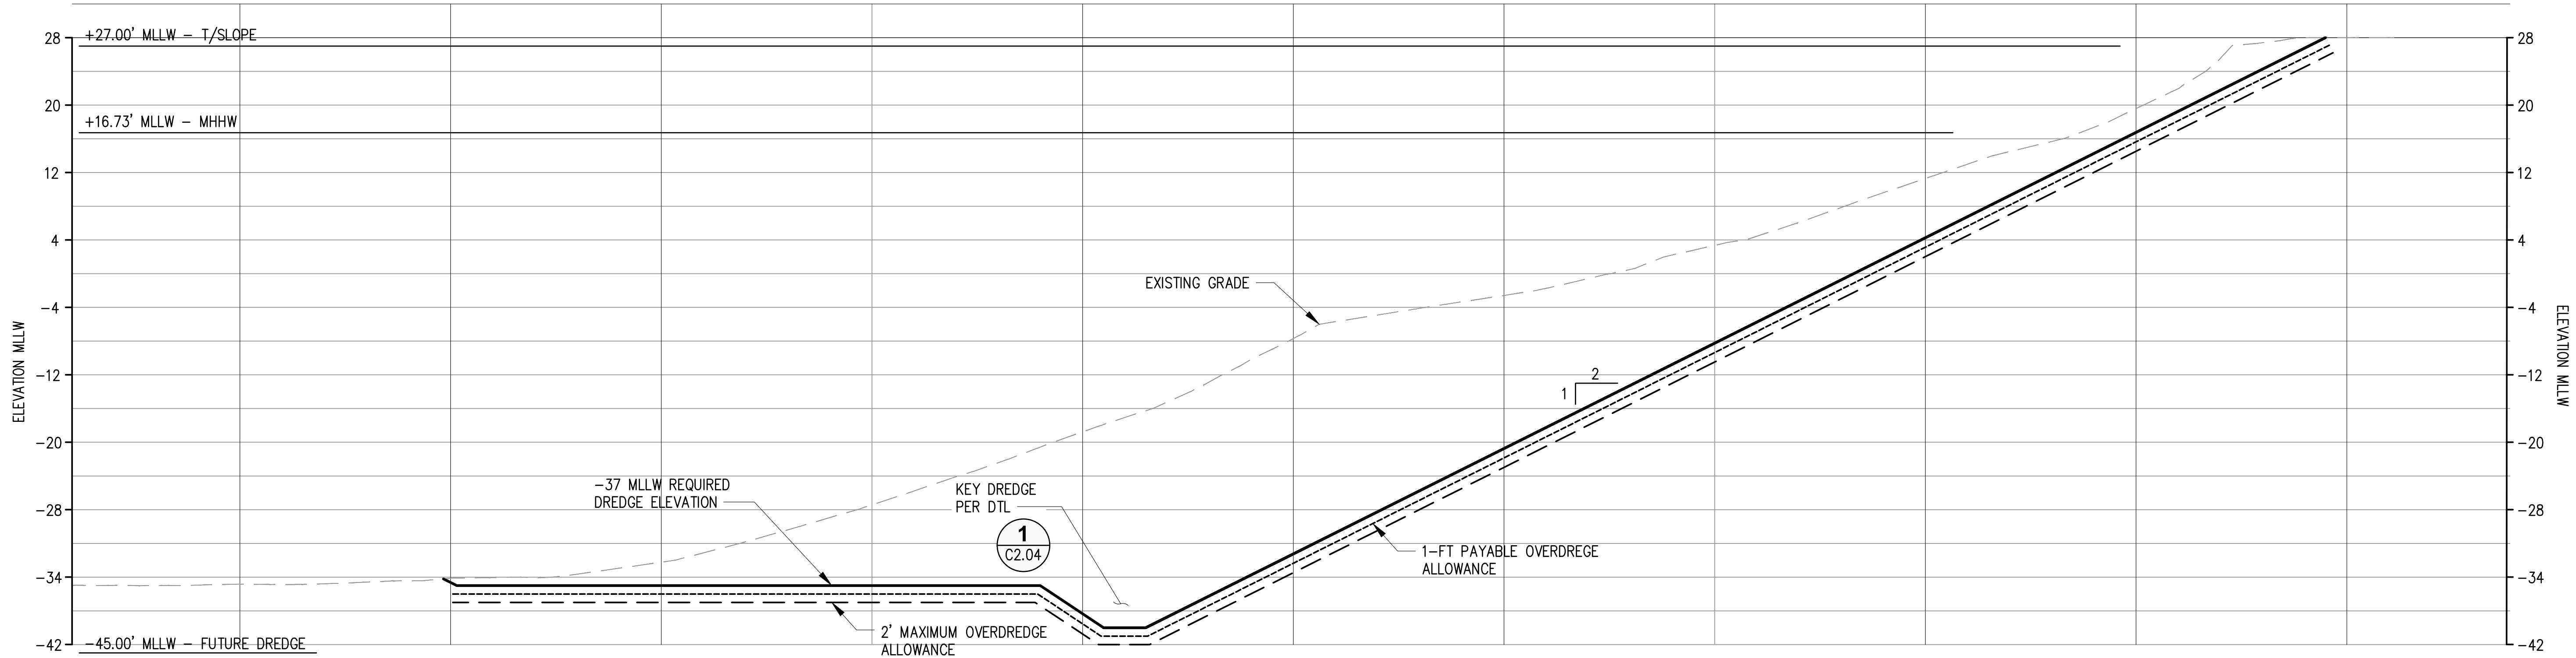 +27.00' MLLW - T/SLOPE
28
28
20
20
+16.73' MLLW - MHHW
12
12
4
4
EXISTING GRADE
-4
-4
ELEVATION MLLW
ELEVATION MLLW
-12
-12
2
1
-20
-20
-37 MLLW REQUIRED
DREDGE ELEVATION
KEY DREDGE
PER DTL
-28
-28
1
C2.04
1-FT PAYABLE OVERDREGE
ALLOWANCE
-34
-34
2' MAXIMUM OVERDREDGE
ALLOWANCE
-45.00' MLLW - FUTURE DREDGE
-42
-42